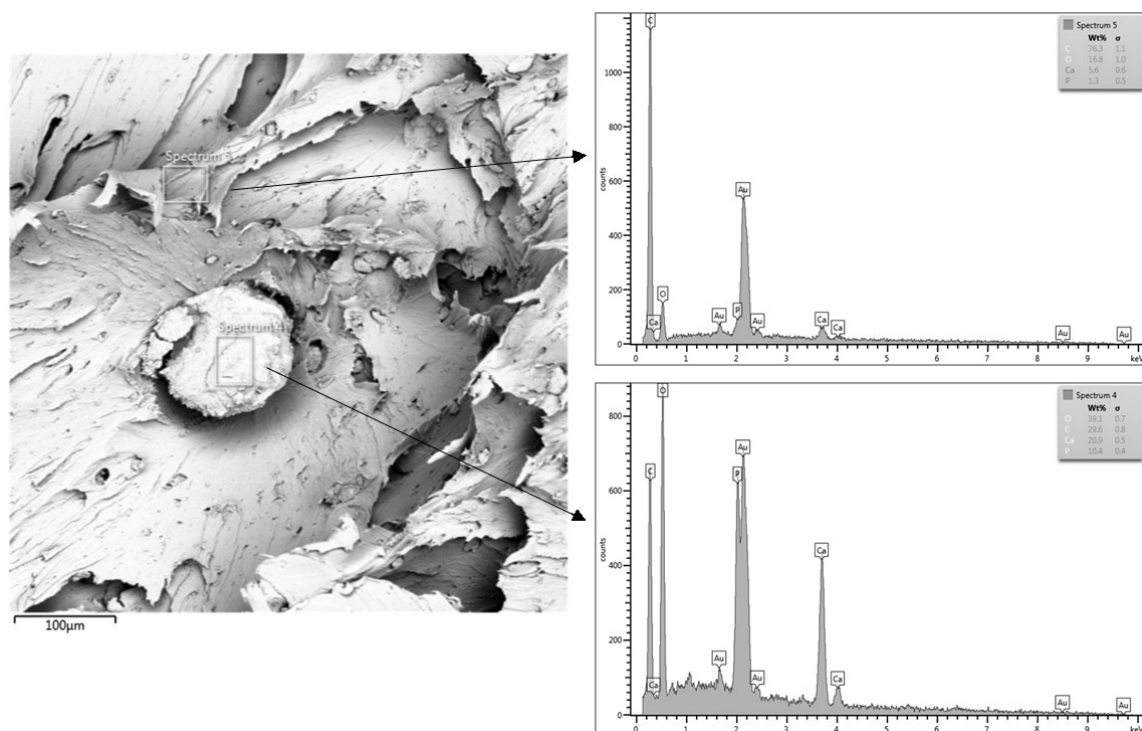 Spectrum 5
Spectrum 4
100μm
Spectrum 5
Wt% σ
C 76.3 1.1
O 16.8 1.0
Ca 5.6 0.6
P 1.3 0.5
1000
800
600
400
200
0
counts
C
Ca
O
Au
P
Au
Au
Ca
Ca
Au
Au
0 1 2 3 4 5 6 7 8 9 keV
Spectrum 4
Wt% σ
O 39.1 0.7
C 29.6 0.8
Ca 20.9 0.5
P 10.4 0.4
800
600
400
200
0
counts
C
Ca
O
Au
P
Au
Au
Ca
Ca
Au
Au
0 1 2 3 4 5 6 7 8 9 keV